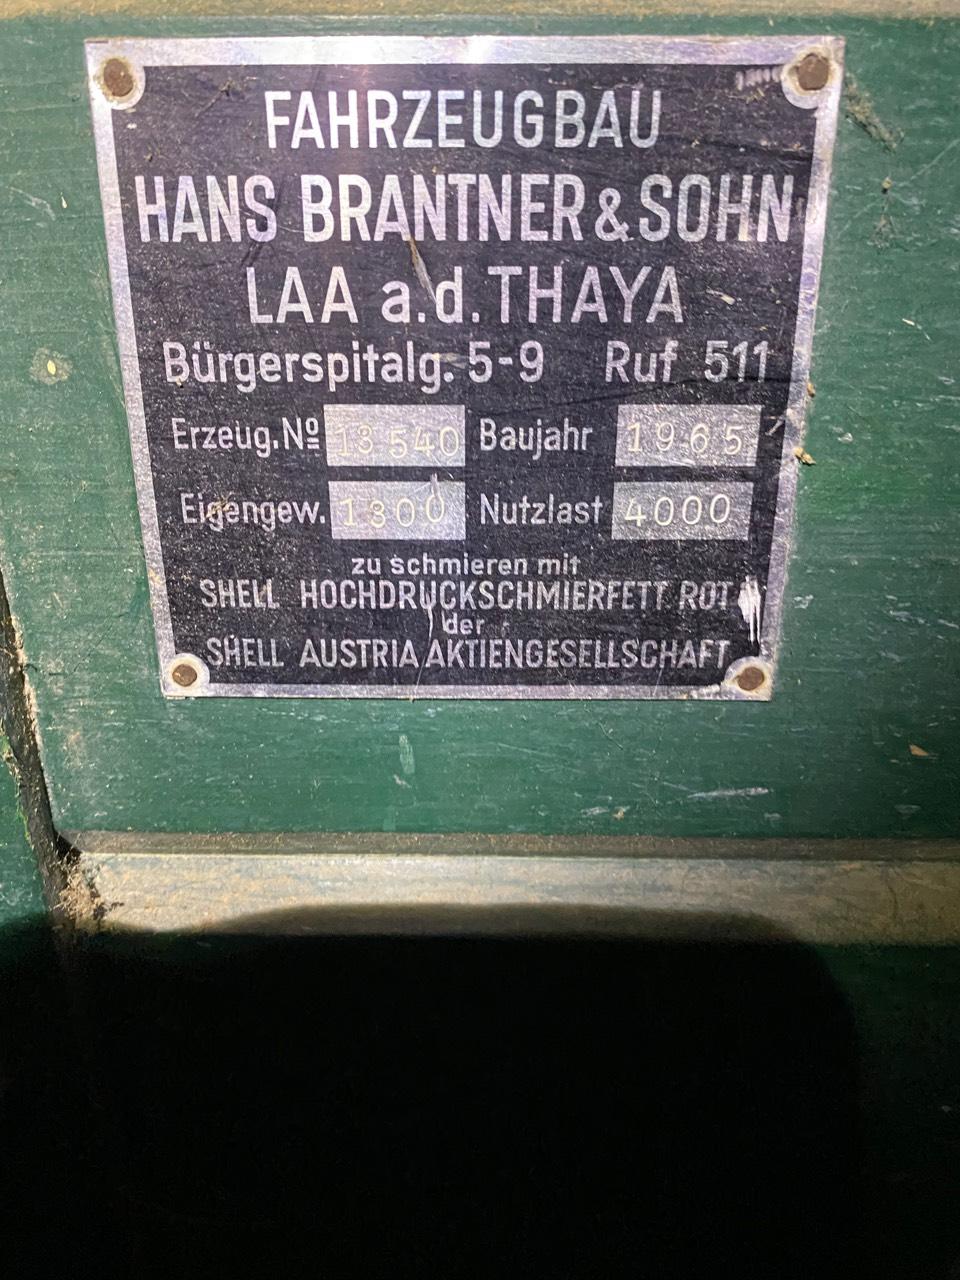 FAHRZEUGBAU
HANS BRANTNER & SOHN
LAA a.d. THAYA
Bürgerspitalg. 5-9 Ruf 511
Erzeug. Nº 13540 Baujahr 1965
Eigengew. 1300 Nutzlast 4000
zu schmieren mit
SHELL HOCHDRUCKSCHMIERFETT ROT
der
SHELL AUSTRIA AKTIENGESELLSCHAFT